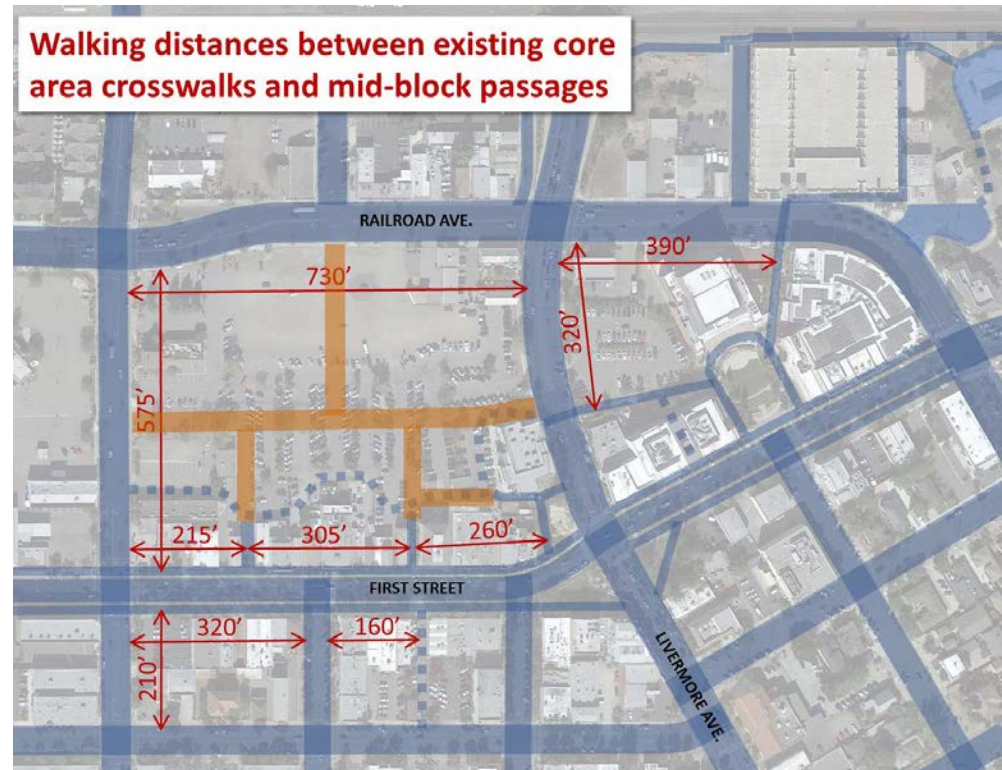 Walking distances between existing core
area crosswalks and mid-block passages
RAILROAD AVE.
730’
390’
320’
575’
215’
305’
260’
FIRST STREET
320’
160’
210’
LIVERMORE AVE.